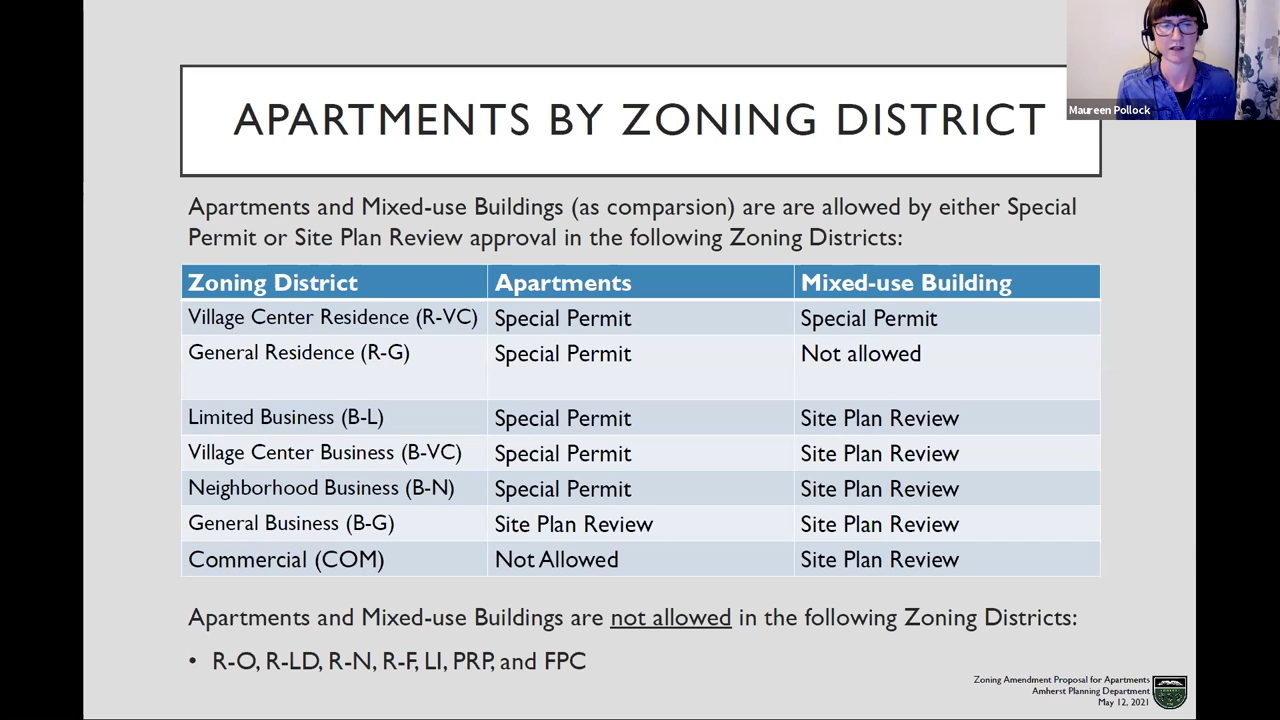 APARTMENTS BY ZONING DISTRICT
Maureen Pollock
Apartments and Mixed-use Buildings (as comparsion) are are allowed by either Special
Permit or Site Plan Review approval in the following Zoning Districts:
Zoning District Apartments Mixed-use Building
Village Center Residence (R-VC) Special Permit Special Permit
General Residence (R-G) Special Permit Not allowed
Limited Business (B-L) Special Permit Site Plan Review
Village Center Business (B-VC) Special Permit Site Plan Review
Neighborhood Business (B-N) Special Permit Site Plan Review
General Business (B-G) Site Plan Review Site Plan Review
Commercial (COM) Not Allowed Site Plan Review
Apartments and Mixed-use Buildings are not allowed in the following Zoning Districts:
• R-O, R-LD, R-N, R-F, LI, PRP, and FPC
Zoning Amendment Proposal for Apartments
Amherst Planning Department
May 12, 2021